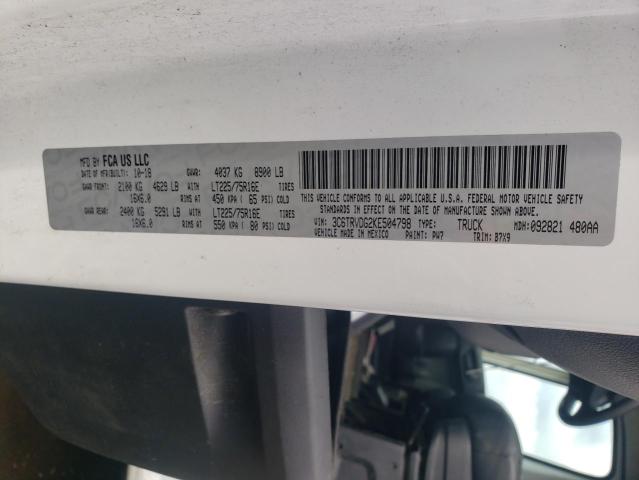 MFD BY FCA US LLC
DATE OF MFR(BUILT): 10-18 GVWR: 4037 KG 8900 LB
GAWR FRONT: 2100 KG 4629 LB WITH LT225/75R16E TIRES
16X6.0 RIMS AT 450 KPA ( 65 PSI) COLD
GAWR REAR: 2400 KG 5291 LB WITH LT225/75R16E TIRES
16X6.0 RIMS AT 550 KPA ( 80 PSI) COLD
THIS VEHICLE CONFORMS TO ALL APPLICABLE U.S.A. FEDERAL MOTOR VEHICLE SAFETY
STANDARDS IN EFFECT ON THE DATE OF MANUFACTURE SHOWN ABOVE.
VIN: 3C6TRVDG2KE504798 TYPE: TRUCK MDH: 092821 480AA
VEHICLE MADE IN MEXICO PAINT: PW7 TRIM: B7X9